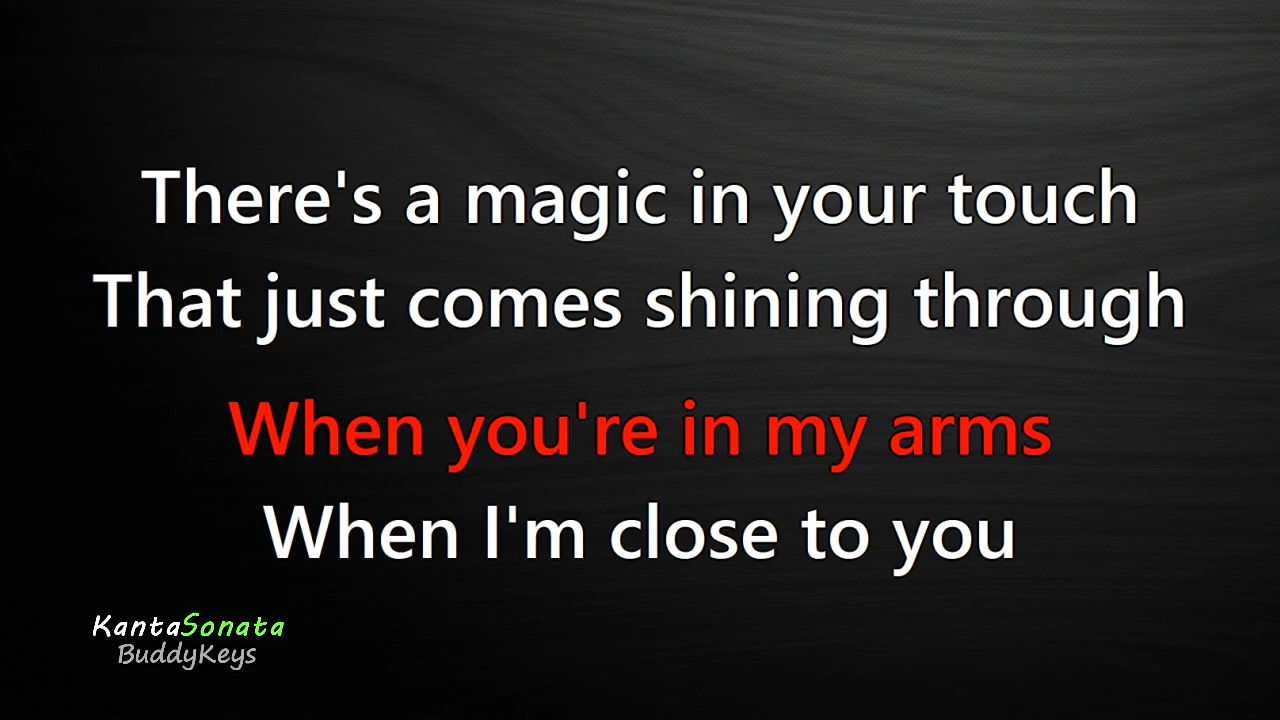 There's a magic in your touch
That just comes shining through
When you're in my arms
When I'm close to you
KantaSonata
BuddyKeys